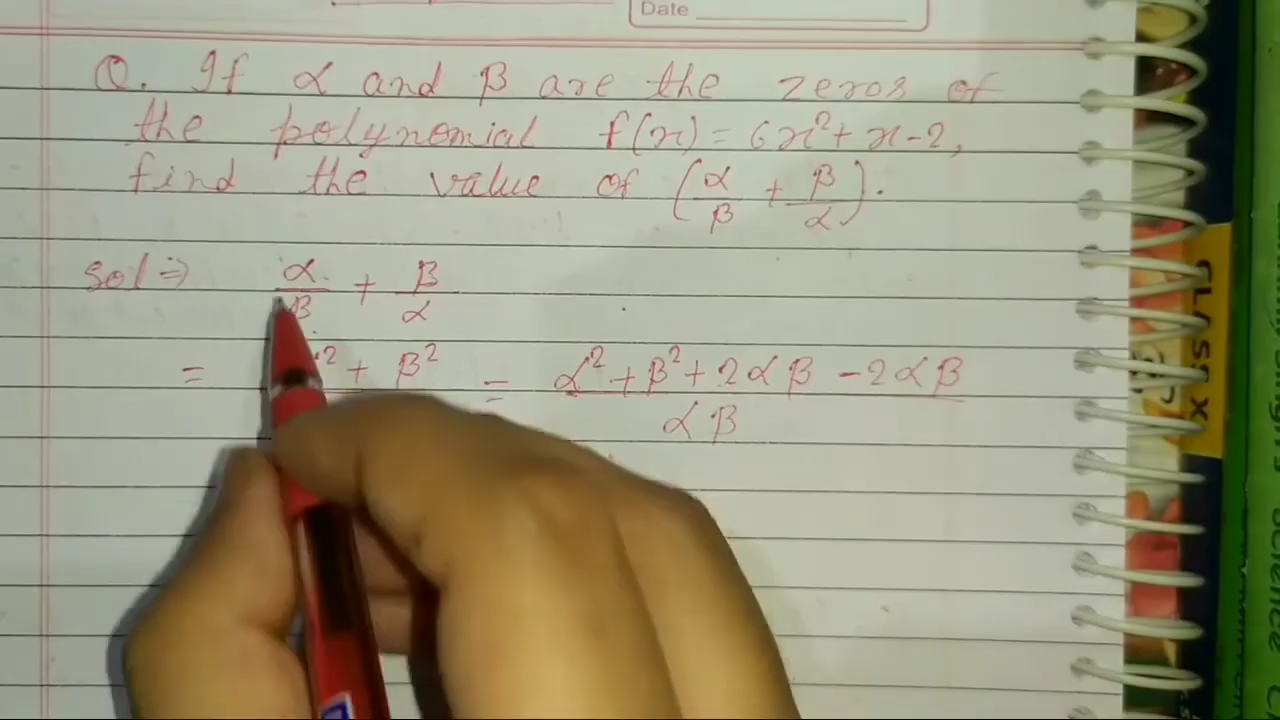 Date
Q. If α and β are the zeros of
the polynomial f(x) = 6x²+ x-2,
find the value of (α/β + β/α).
Sol ⇒ α/β + β/α
= ² + β² = α² + β² + 2αβ - 2αβ / αβ
CLASS X